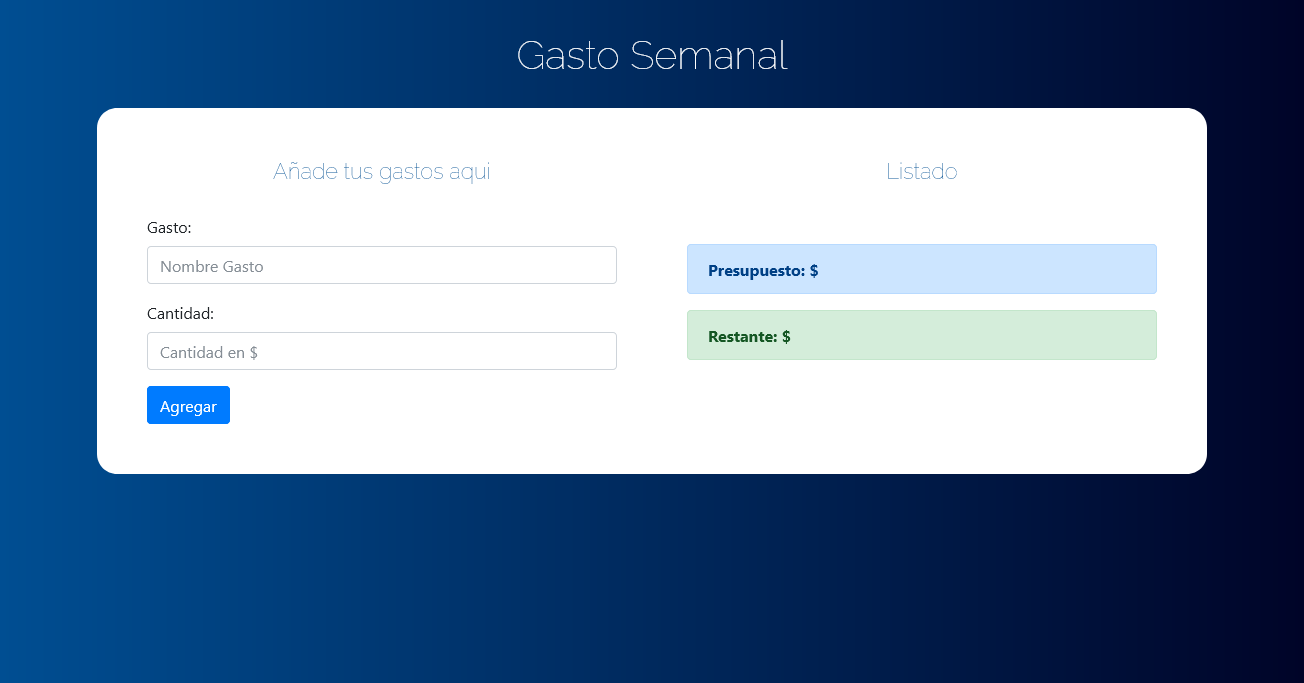 Gasto Semanal
Añade tus gastos aqui
Gasto:
Nombre Gasto
Cantidad:
Cantidad en $
Agregar
Listado
Presupuesto: $
Restante: $